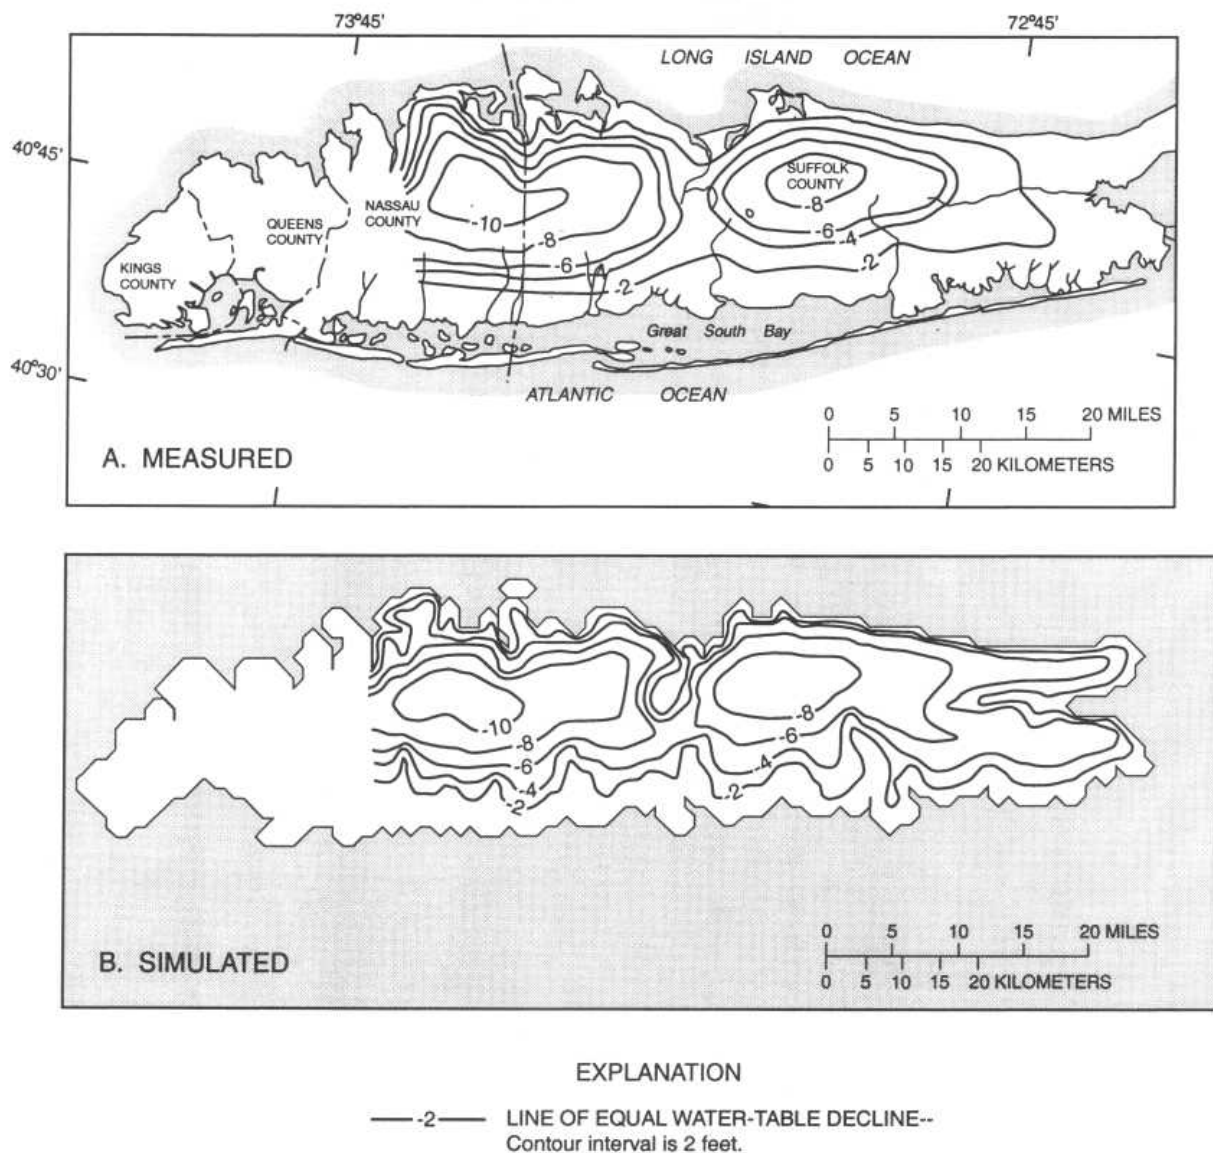 73°45'
72°45'
LONG ISLAND OCEAN
40°45'
SUFFOLK
COUNTY
-8
NASSAU
COUNTY
-10
QUEENS
COUNTY
-8
-6
-4
-6
-2
KINGS
COUNTY
-2
Great South Bay
40°30'
ATLANTIC OCEAN
0 5 10 15 20 MILES
0 5 10 15 20 KILOMETERS
A. MEASURED
-10
-8
-8
-6
-6
-4
-4
-2
-2
0 5 10 15 20 MILES
0 5 10 15 20 KILOMETERS
B. SIMULATED
EXPLANATION
-2 LINE OF EQUAL WATER-TABLE DECLINE--
Contour interval is 2 feet.